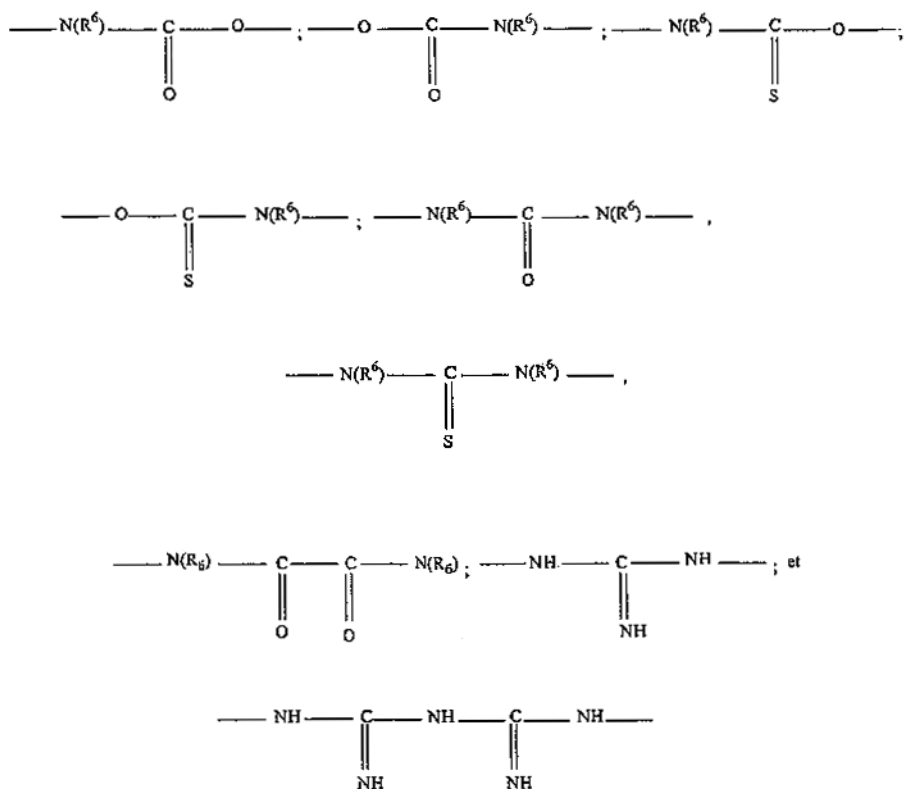 N(R⁶) C O ; O C N(R⁶) ; N(R⁶) C O ;
O O S
O C N(R⁶) ; N(R⁶) C N(R⁶) ,
S O
N(R⁶) C N(R⁶) ,
S
N(R₆) C C N(R₆) ; NH C NH ; et
O O NH
NH C NH C NH
NH NH